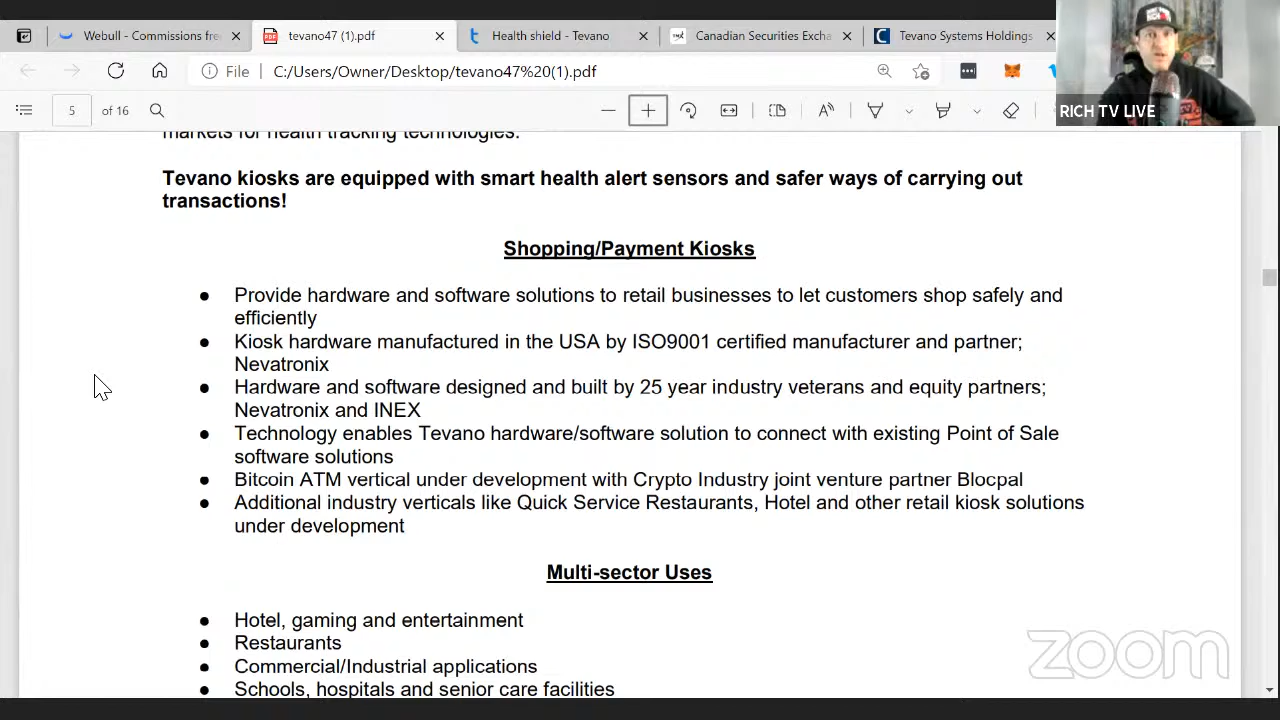 Webull - Commissions fre
tevano47 (1).pdf
Health shield - Tevano
Canadian Securities Excha
Tevano Systems Holdings
File
C:/Users/Owner/Desktop/tevano47%20(1).pdf
5 of 16
RICH TV LIVE
markets for health tracking technologies.
Tevano kiosks are equipped with smart health alert sensors and safer ways of carrying out
transactions!
Shopping/Payment Kiosks
● Provide hardware and software solutions to retail businesses to let customers shop safely and
efficiently
● Kiosk hardware manufactured in the USA by ISO9001 certified manufacturer and partner;
Nevatronix
● Hardware and software designed and built by 25 year industry veterans and equity partners;
Nevatronix and INEX
● Technology enables Tevano hardware/software solution to connect with existing Point of Sale
software solutions
● Bitcoin ATM vertical under development with Crypto Industry joint venture partner Blocpal
● Additional industry verticals like Quick Service Restaurants, Hotel and other retail kiosk solutions
under development
Multi-sector Uses
● Hotel, gaming and entertainment
● Restaurants
● Commercial/Industrial applications
● Schools, hospitals and senior care facilities
zoom